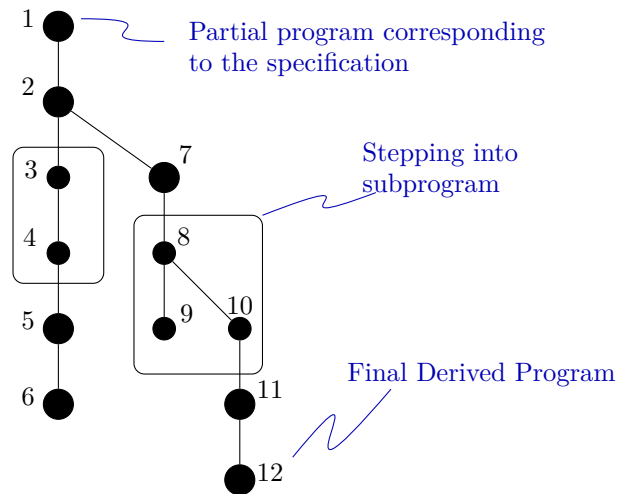 1
Partial program corresponding
to the specification
2
7
Stepping into
subprogram
3
4
8
5
9
10
Final Derived Program
6
11
12